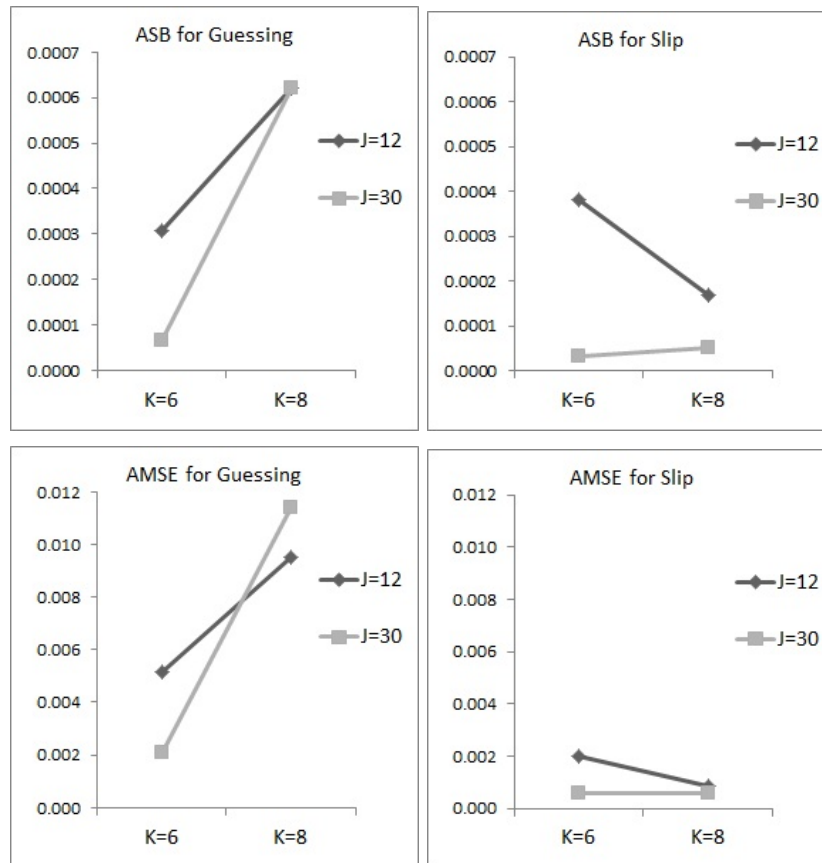 ASB for Guessing
0.0007
0.0006
0.0005
0.0004
0.0003
0.0002
0.0001
0.0000
K=6 K=8
J=12
J=30
ASB for Slip
0.0007
0.0006
0.0005
0.0004
0.0003
0.0002
0.0001
0.0000
K=6 K=8
J=12
J=30
AMSE for Guessing
0.012
0.010
0.008
0.006
0.004
0.002
0.000
K=6 K=8
J=12
J=30
AMSE for Slip
0.012
0.010
0.008
0.006
0.004
0.002
0.000
K=6 K=8
J=12
J=30